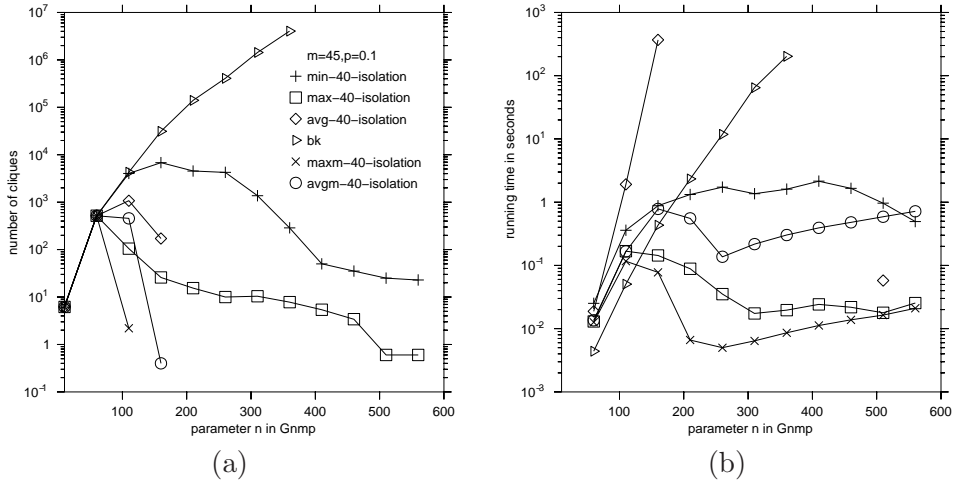 10^7
10^6
10^5
10^4
10^3
10^2
10
1
10^-1
number of cliques
m=45,p=0.1
min-40-isolation
max-40-isolation
avg-40-isolation
bk
maxm-40-isolation
avgm-40-isolation
100 200 300 400 500 600
parameter n in Gnmp
(a)
10^3
10^2
10^1
1
10^-1
10^-2
10^-3
running time in seconds
100 200 300 400 500 600
parameter n in Gnmp
(b)